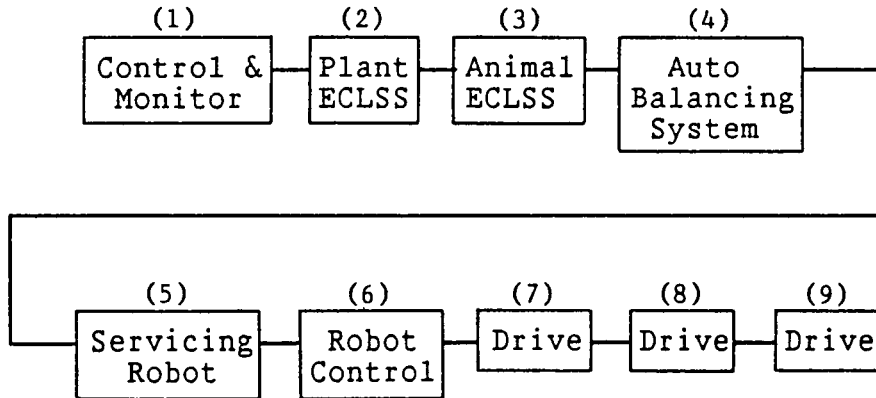 (1) (2) (3) (4)
Control & Monitor
Plant ECLSS
Animal ECLSS
Auto Balancing System
(5) (6) (7) (8) (9)
Servicing Robot
Robot Control
Drive
Drive
Drive